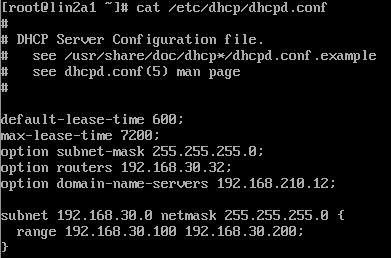 [root@lin2a1 ~]# cat /etc/dhcp/dhcpd.conf
#
# DHCP Server Configuration file.
#   see /usr/share/doc/dhcp*/dhcpd.conf.example
#   see dhcpd.conf(5) man page
#
default-lease-time 600;
max-lease-time 7200;
option subnet-mask 255.255.255.0;
option routers 192.168.30.32;
option domain-name-servers 192.168.210.12;
subnet 192.168.30.0 netmask 255.255.255.0 {
  range 192.168.30.100 192.168.30.200;
}